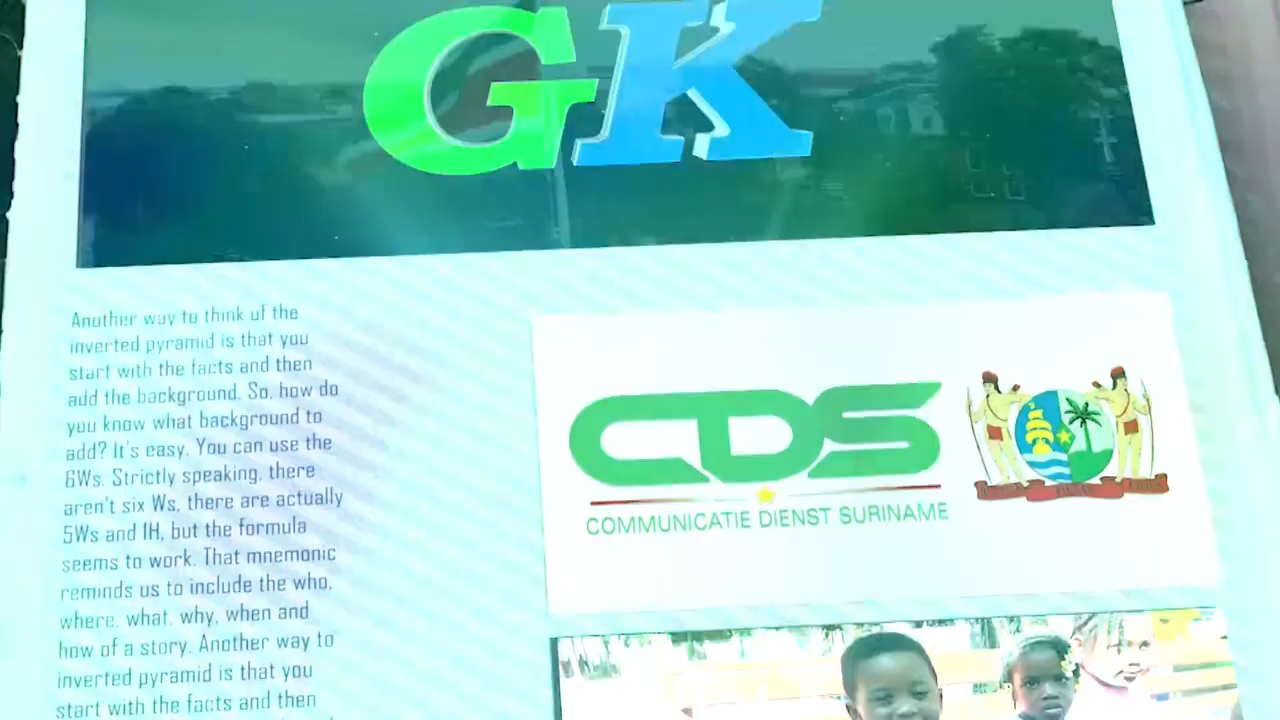 GK
Another way to think of the
inverted pyramid is that you
start with the facts and then
add the background. So, how do
you know what background to
add? It's easy. You can use the
6Ws. Strictly speaking, there
aren't six Ws, there are actually
5Ws and 1H, but the formula
seems to work. That mnemonic
reminds us to include the who,
where, what, why, when and
how of a story. Another way to
inverted pyramid is that you
start with the facts and then
CDS
COMMUNICATIE DIENST SURINAME